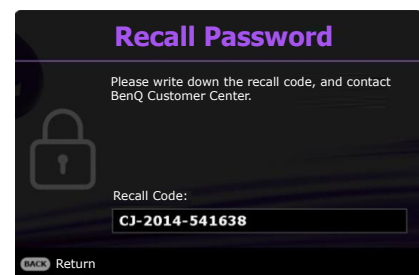 Recall Password
Please write down the recall code, and contact
BenQ Customer Center.
Recall Code:
CJ-2014-541638
BACK Return